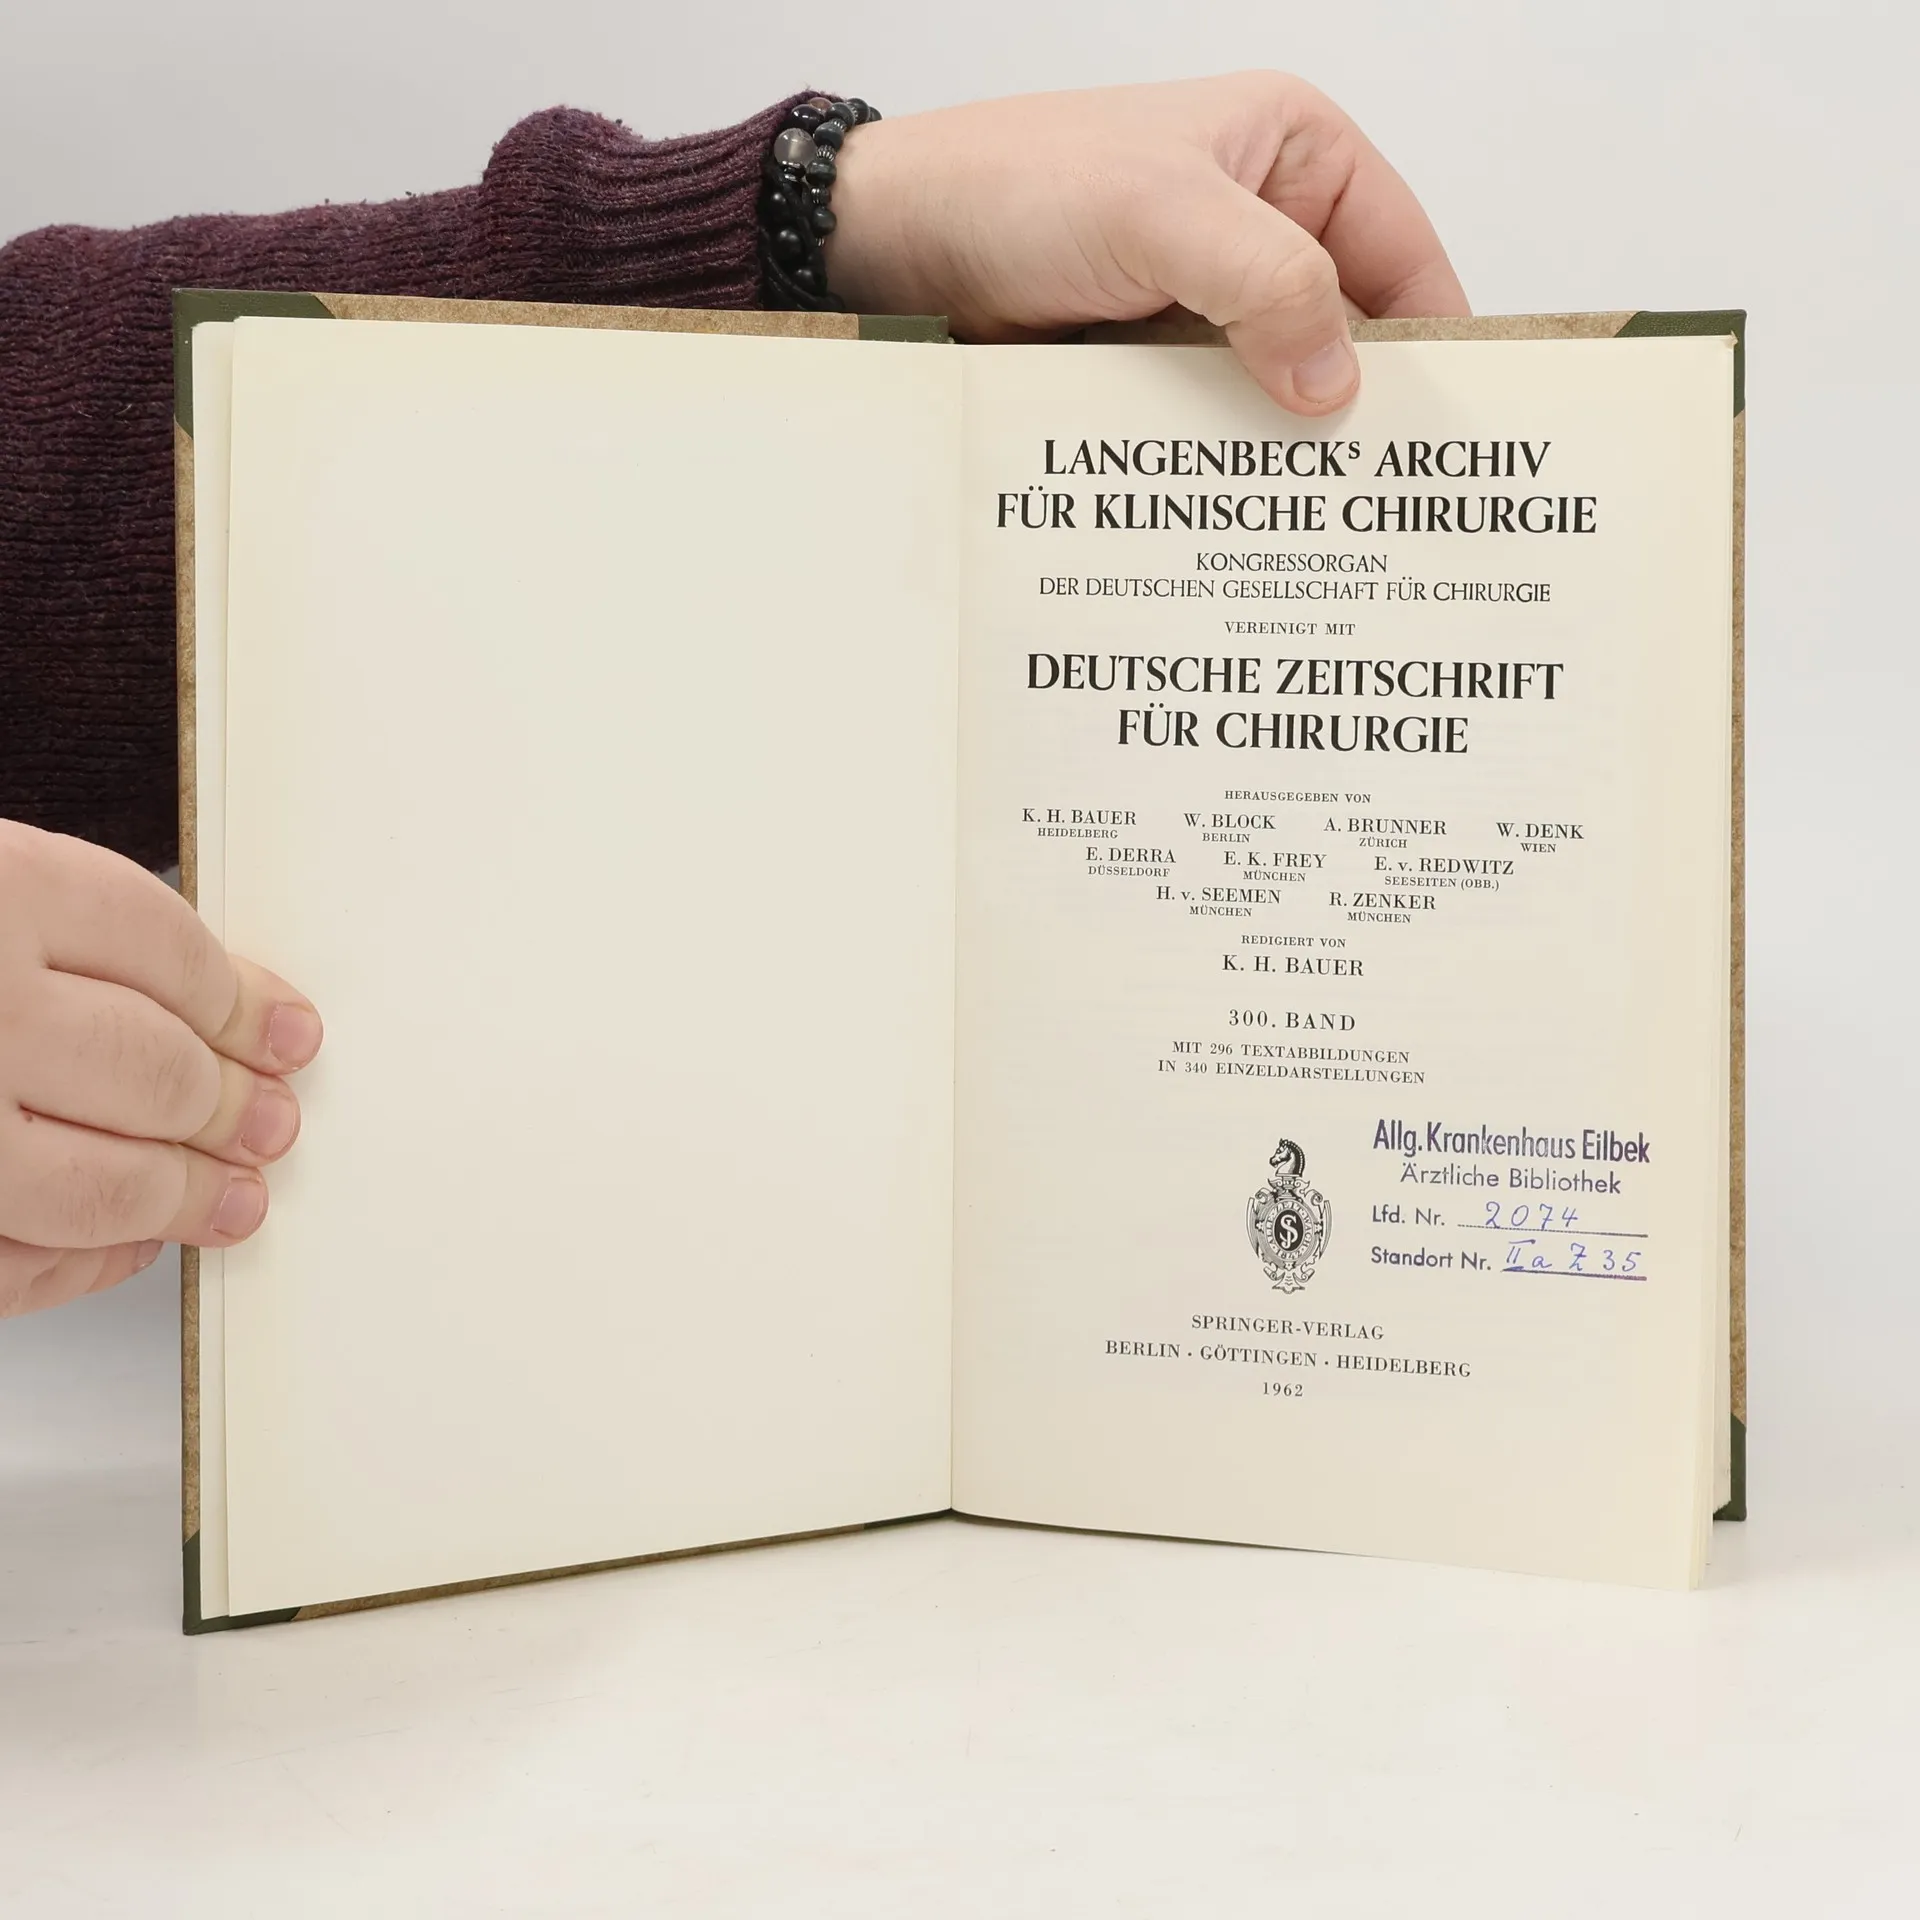 LANGENBECKs ARCHIV
FÜR KLINISCHE CHIRURGIE
KONGRESSORGAN
DER DEUTSCHEN GESELLSCHAFT FÜR CHIRURGIE
VEREINIGT MIT
DEUTSCHE ZEITSCHRIFT
FÜR CHIRURGIE
HERAUSGEGEBEN VON
K. H. BAUER W. BLOCK A. BRUNNER W. DENK
HEIDELBERG BERLIN ZÜRICH WIEN
E. DERRA E. K. FREY E. v. REDWITZ
DÜSSELDORF MÜNCHEN SEESEITEN (OBB.)
H. v. SEEMEN R. ZENKER
MÜNCHEN MÜNCHEN
REDIGIERT VON
K. H. BAUER
300. BAND
MIT 296 TEXTABBILDUNGEN
IN 340 EINZELDARSTELLUNGEN
Allg. Krankenhaus Eilbek
Ärztliche Bibliothek
Lfd. Nr. 2074
Standort Nr. II a Z 35
SPRINGER-VERLAG
BERLIN · GÖTTINGEN · HEIDELBERG
1962